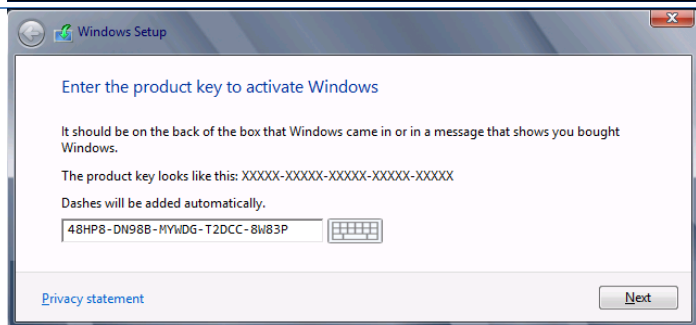 Windows Setup
Enter the product key to activate Windows
It should be on the back of the box that Windows came in or in a message that shows you bought
Windows.
The product key looks like this: XXXXX-XXXXX-XXXXX-XXXXX-XXXXX
Dashes will be added automatically.
48HP8-DN98B-MYWDG-T2DCC-8W83P
Privacy statement
Next